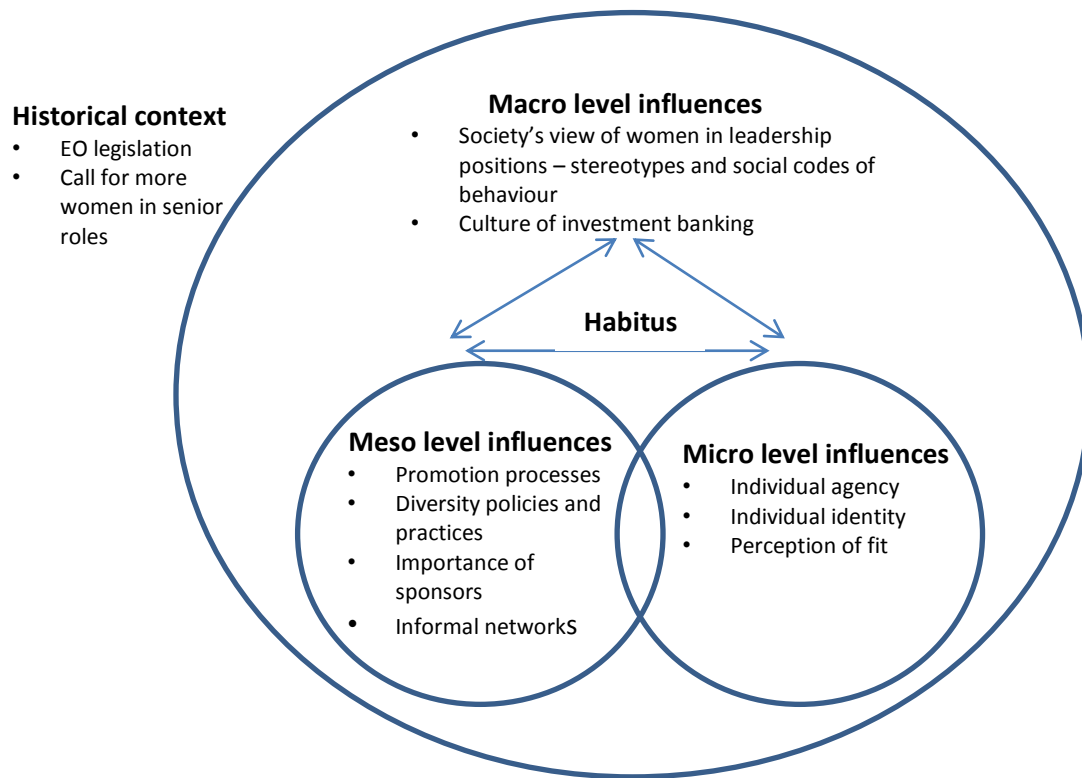 Historical context
• EO legislation
• Call for more
women in senior
roles
Macro level influences
• Society's view of women in leadership
positions – stereotypes and social codes of
behaviour
• Culture of investment banking
Habitus
Meso level influences
• Promotion processes
• Diversity policies and
practices
• Importance of
sponsors
• Informal networks
Micro level influences
• Individual agency
• Individual identity
• Perception of fit